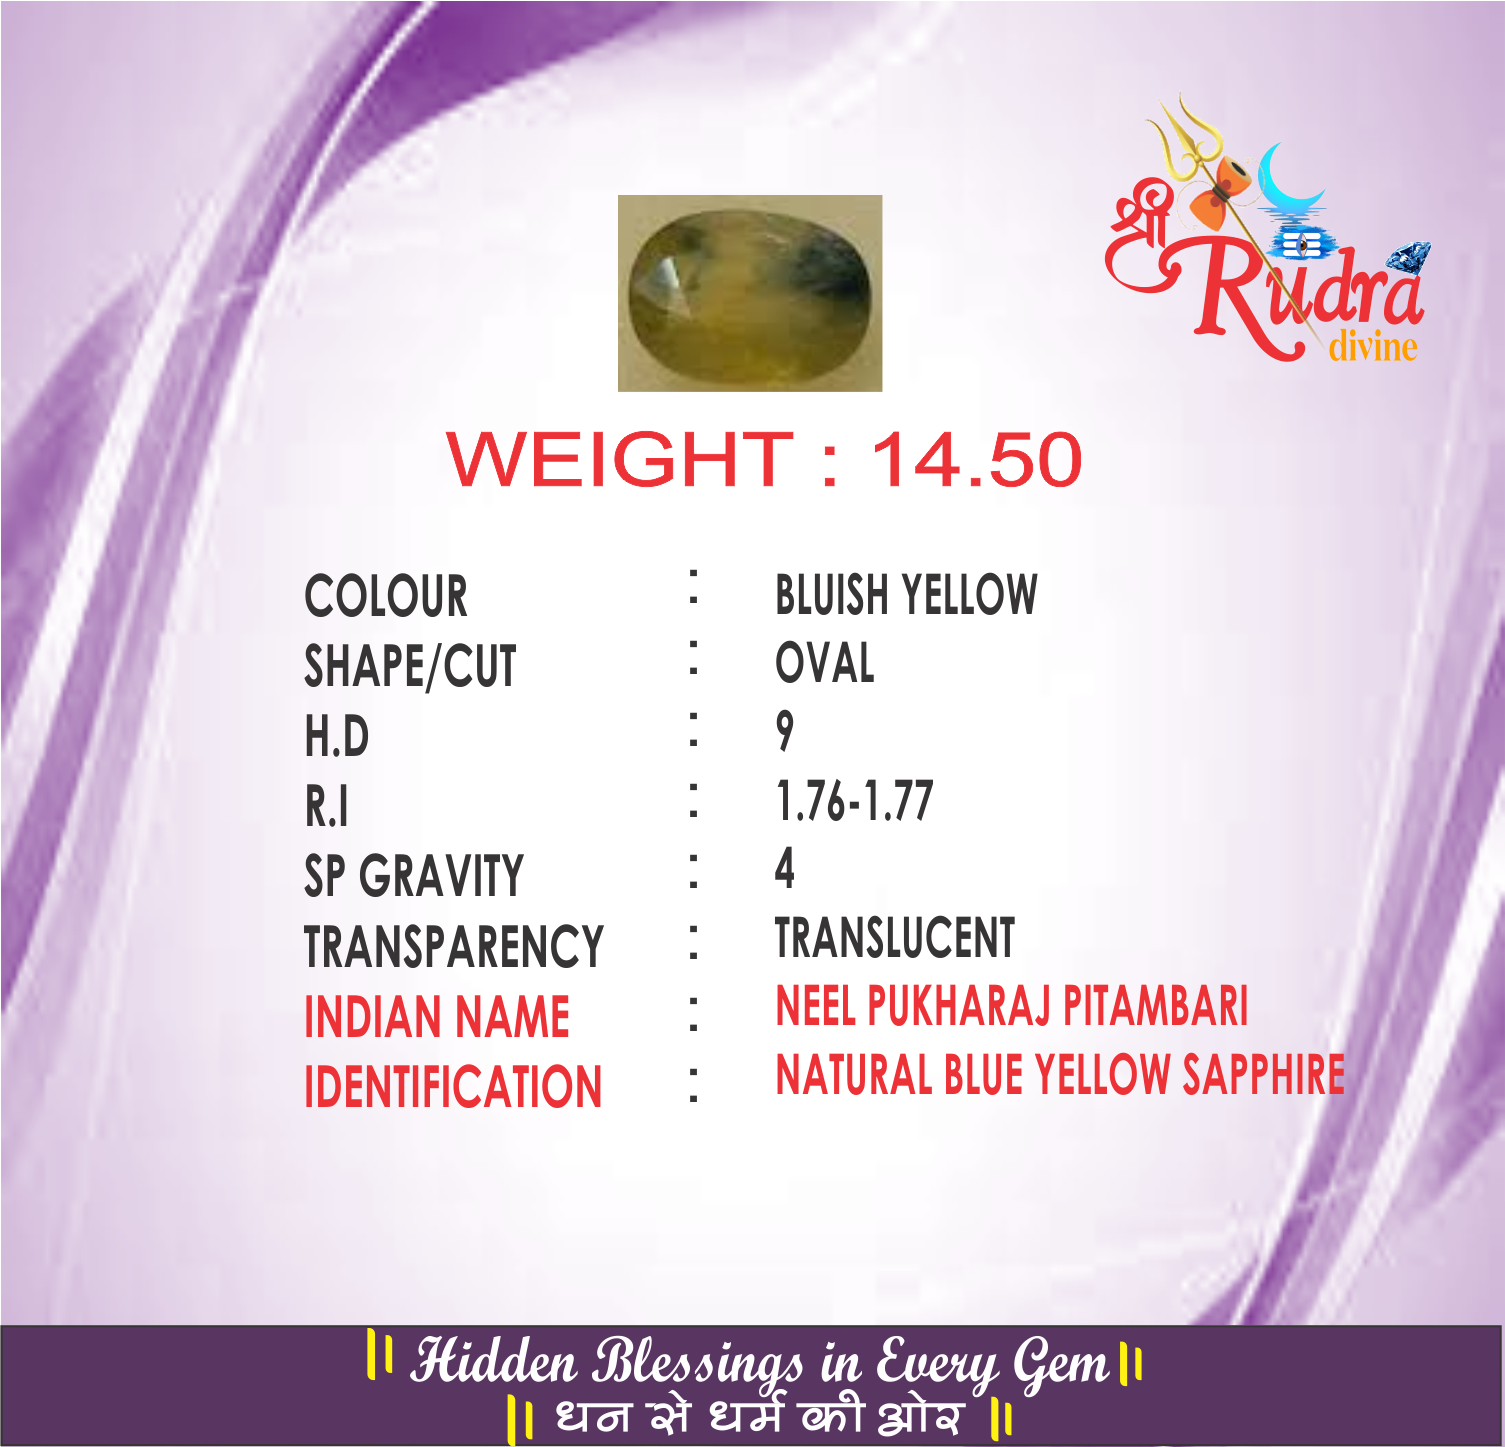 श्री Rudra
divine
WEIGHT : 14.50
COLOUR : BLUISH YELLOW
SHAPE/CUT : OVAL
H.D : 9
R.I : 1.76-1.77
SP GRAVITY : 4
TRANSPARENCY : TRANSLUCENT
INDIAN NAME : NEEL PUKHARAJ PITAMBARI
IDENTIFICATION : NATURAL BLUE YELLOW SAPPHIRE
|| Hidden Blessings in Every Gem ||
|| धन से धर्म की ओर ||